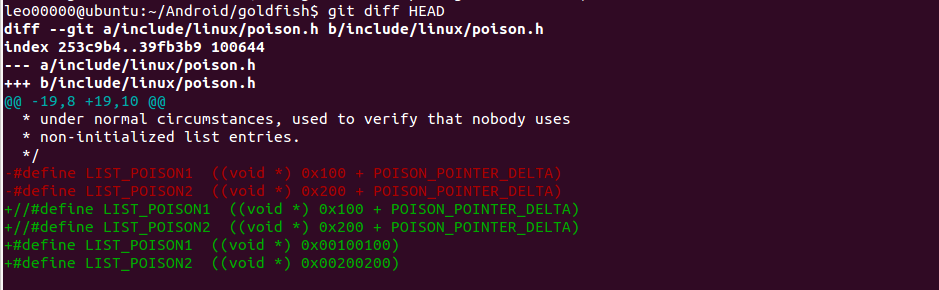 leo00000@ubuntu:~/Android/goldfish$ git diff HEAD
diff --git a/include/linux/poison.h b/include/linux/poison.h
index 253c9b4..39fb3b9 100644
--- a/include/linux/poison.h
+++ b/include/linux/poison.h
@@ -19,8 +19,10 @@
  * under normal circumstances, used to verify that nobody uses
  * non-initialized list entries.
  */
-#define LIST_POISON1  ((void *) 0x100 + POISON_POINTER_DELTA)
-#define LIST_POISON2  ((void *) 0x200 + POISON_POINTER_DELTA)
+//#define LIST_POISON1  ((void *) 0x100 + POISON_POINTER_DELTA)
+//#define LIST_POISON2  ((void *) 0x200 + POISON_POINTER_DELTA)
+#define LIST_POISON1  ((void *) 0x00100100)
+#define LIST_POISON2  ((void *) 0x00200200)